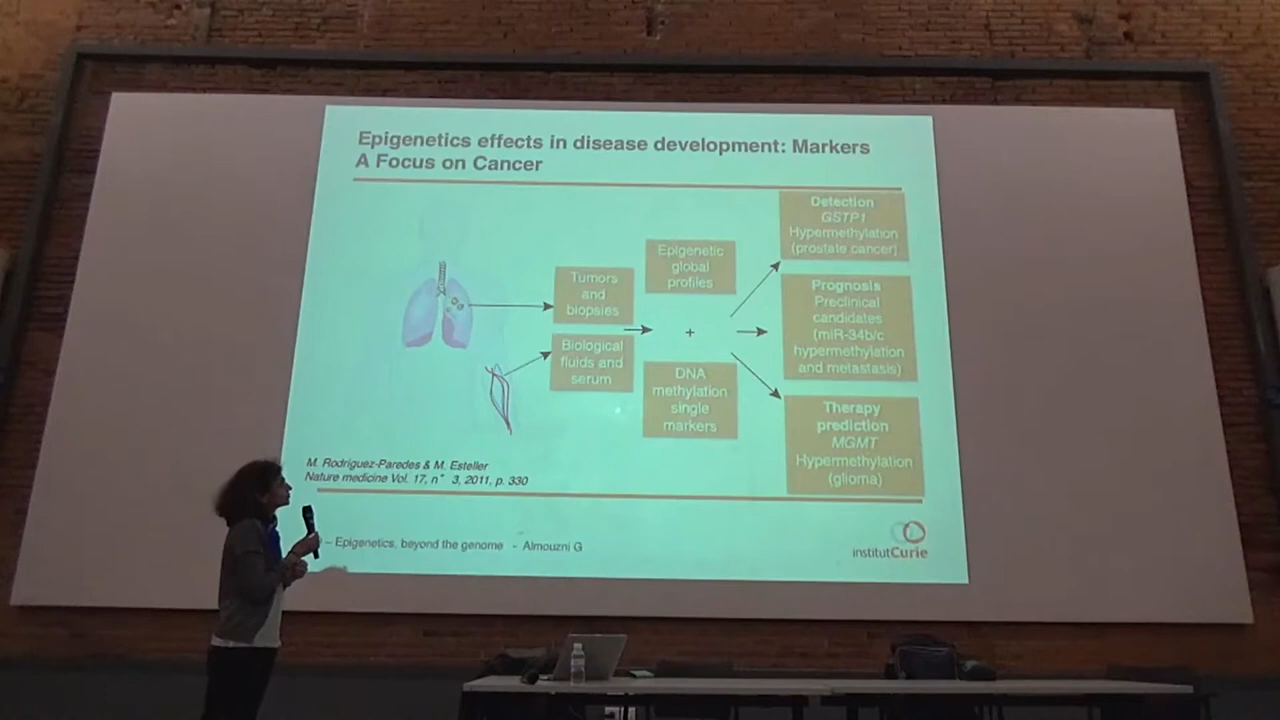 Epigenetics effects in disease development: Markers
A Focus on Cancer
Tumors
and
biopsies
Biological
fluids and
serum
Epigenetic
global
profiles
+
DNA
methylation
single
markers
Detection
GSTP1
Hypermethylation
(prostate cancer)
Prognosis
Preclinical
candidates
(miR-34b/c
hypermethylation
and metastasis)
Therapy
prediction
MGMT
Hypermethylation
(glioma)
M. Rodriguez-Paredes & M. Esteller
Nature medicine Vol. 17, n° 3, 2011, p. 330
– Epigenetics, beyond the genome - Almouzni G
institutCurie